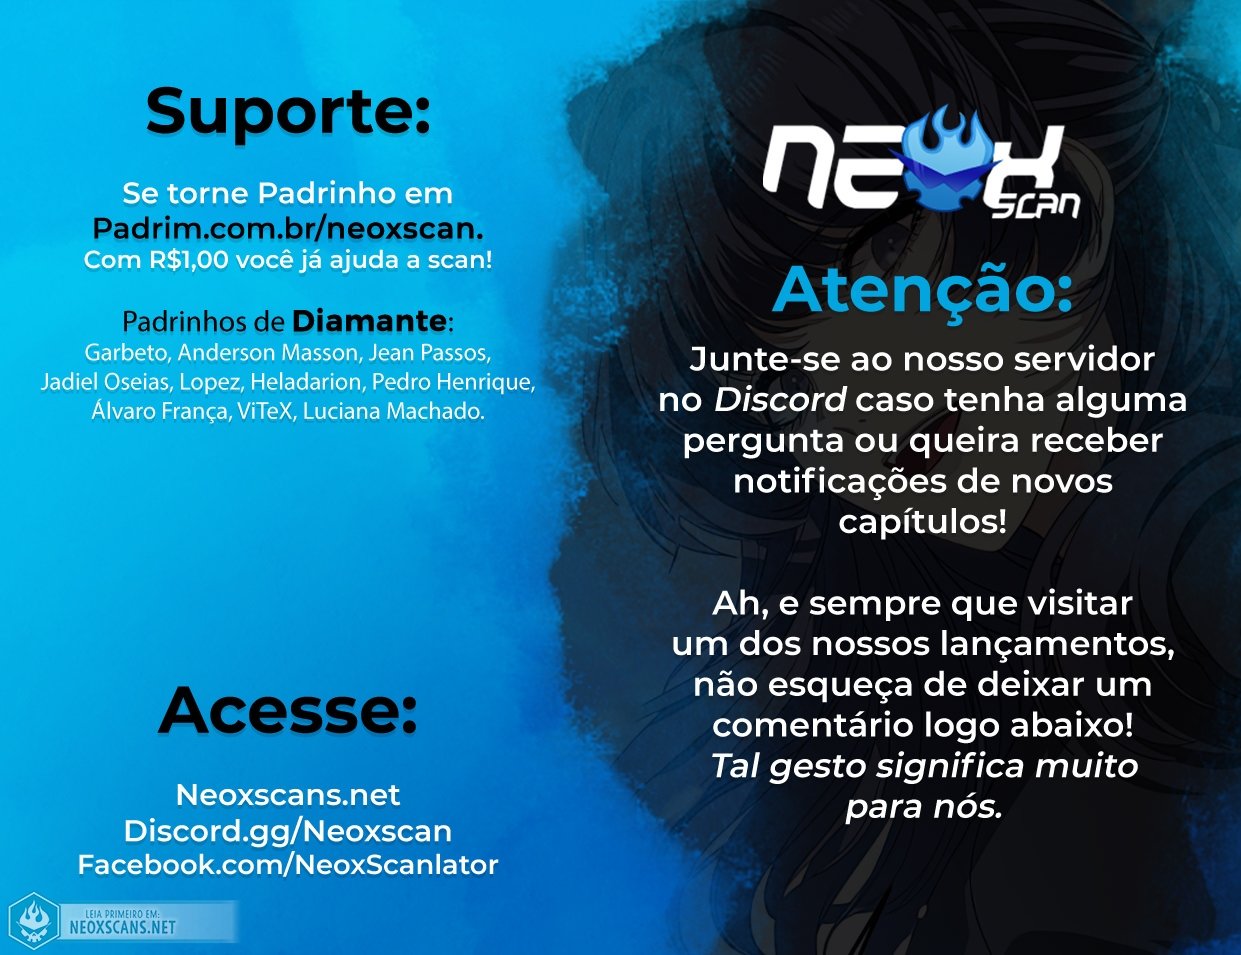 Suporte:
Se torne Padrinho em
Padrim.com.br/neoxscan.
Com R$1,00 você já ajuda a scan!
Padrinhos de Diamante:
Garbeto, Anderson Masson, Jean Passos,
Jadiel Oseias, Lopez, Heladarion, Pedro Henrique,
Álvaro França, ViTeX, Luciana Machado.
Acesse:
Neoxscans.net
Discord.gg/Neoxscan
Facebook.com/NeoxScanlator
LEIA PRIMEIRO EM:
NEOXSCANS.NET
NEOX
SCAN
Atenção:
Junte-se ao nosso servidor
no Discord caso tenha alguma
pergunta ou queira receber
notificações de novos
capítulos!
Ah, e sempre que visitar
um dos nossos lançamentos,
não esqueça de deixar um
comentário logo abaixo!
Tal gesto significa muito
para nós.